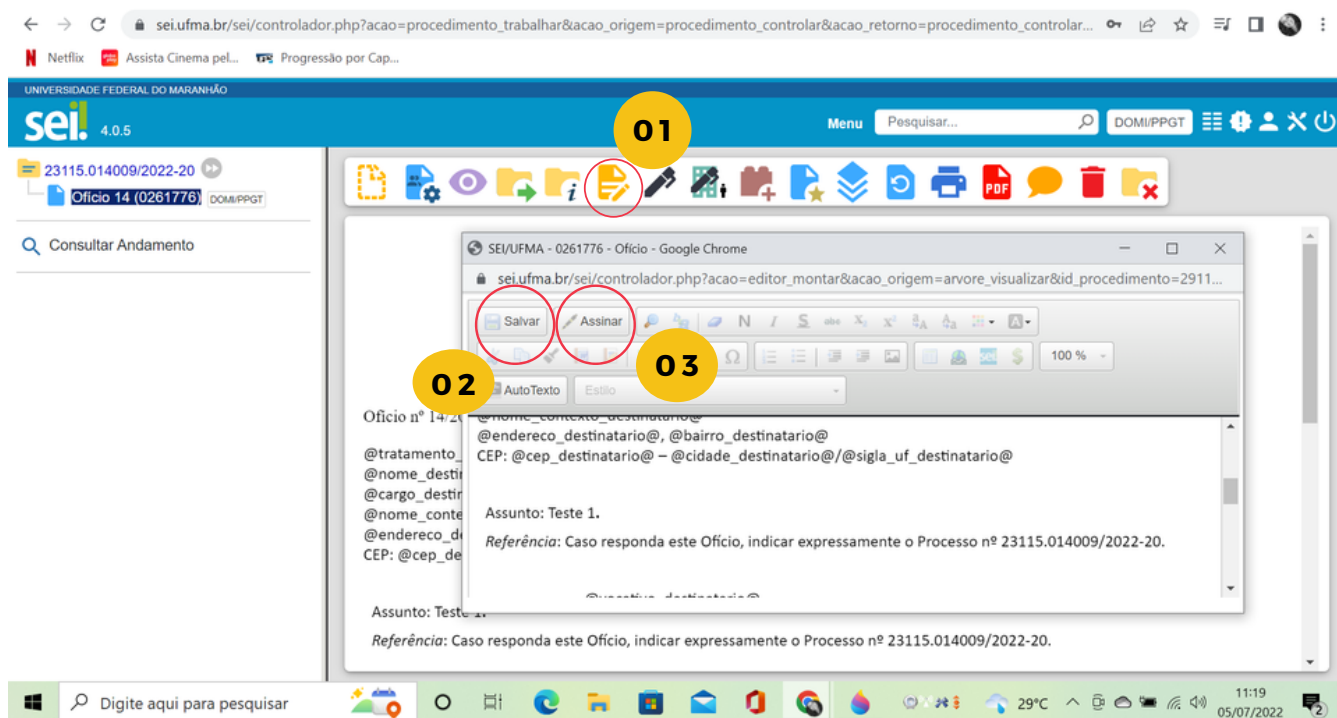 sei.ufma.br/sei/controlador.php?acao=procedimento_trabalhar&acao_origem=procedimento_controlar&acao_retorno=procedimento_controlar...
Netflix Assista Cinema pel... Progressão por Cap...
UNIVERSIDADE FEDERAL DO MARANHÃO
sei! 4.0.5
01
Menu Pesquisar... DOMI/PPGT
23115.014009/2022-20
Ofício 14 (0261776) DOMI/PPGT
Consultar Andamento
PDF
SEI/UFMA - 0261776 - Ofício - Google Chrome
sei.ufma.br/sei/controlador.php?acao=editor_montar&acao_origem=arvore_visualizar&id_procedimento=2911...
Salvar Assinar N I S abc
02
03
100 %
AutoTexto Estilo
@nome_contexto_destinatario@
@endereco_destinatario@, @bairro_destinatario@
CEP: @cep_destinatario@ – @cidade_destinatario@/@sigla_uf_destinatario@
Assunto: Teste 1.
Referência: Caso responda este Ofício, indicar expressamente o Processo nº 23115.014009/2022-20.
@vocativo_destinatario@
Ofício nº 14/2
@tratamento_
@nome_destin
@cargo_destin
@nome_conte
@endereco_de
CEP: @cep_de
Assunto: Teste 1.
Referência: Caso responda este Ofício, indicar expressamente o Processo nº 23115.014009/2022-20.
Digite aqui para pesquisar
29°C
11:19
05/07/2022
2